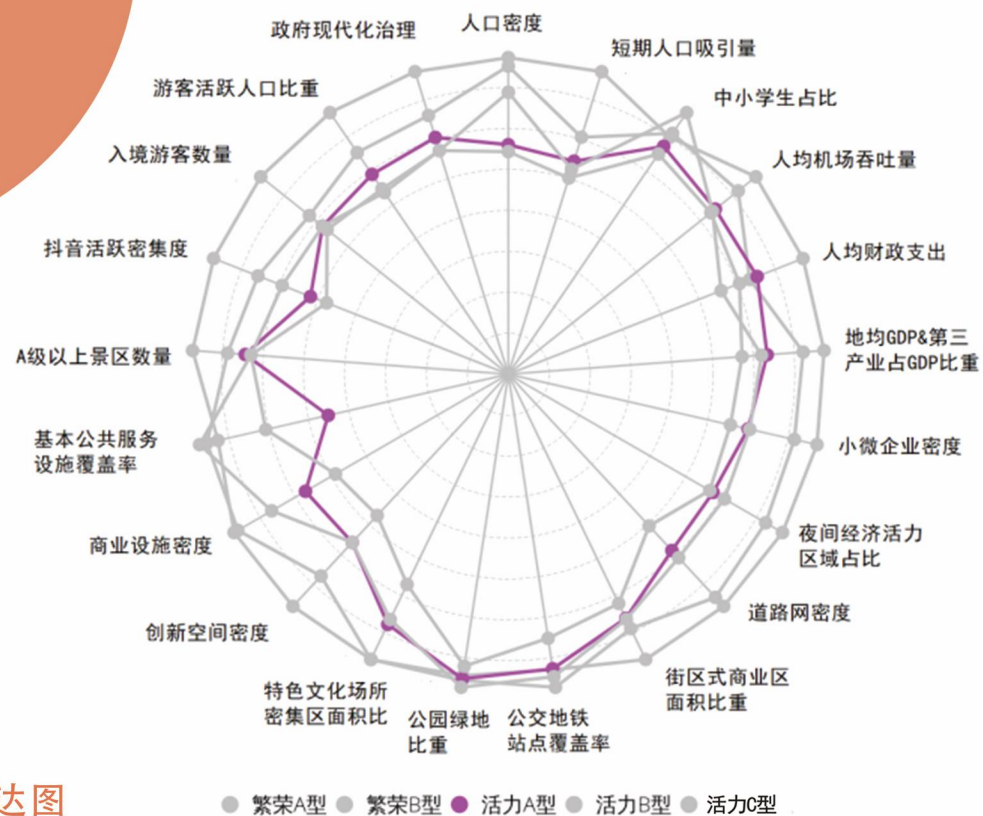 人口密度
短期人口吸引量
中小学生占比
人均机场吞吐量
人均财政支出
地均GDP&第三
产业占GDP比重
小微企业密度
夜间经济活力
区域占比
道路网密度
街区式商业区
面积比重
公交地铁
站点覆盖率
公园绿地
比重
特色文化场所
密集区面积比
创新空间密度
商业设施密度
基本公共服务
设施覆盖率
A级以上景区数量
抖音活跃密集度
入境游客数量
游客活跃人口比重
政府现代化治理
达图
繁荣A型 繁荣B型 活力A型 活力B型 活力C型